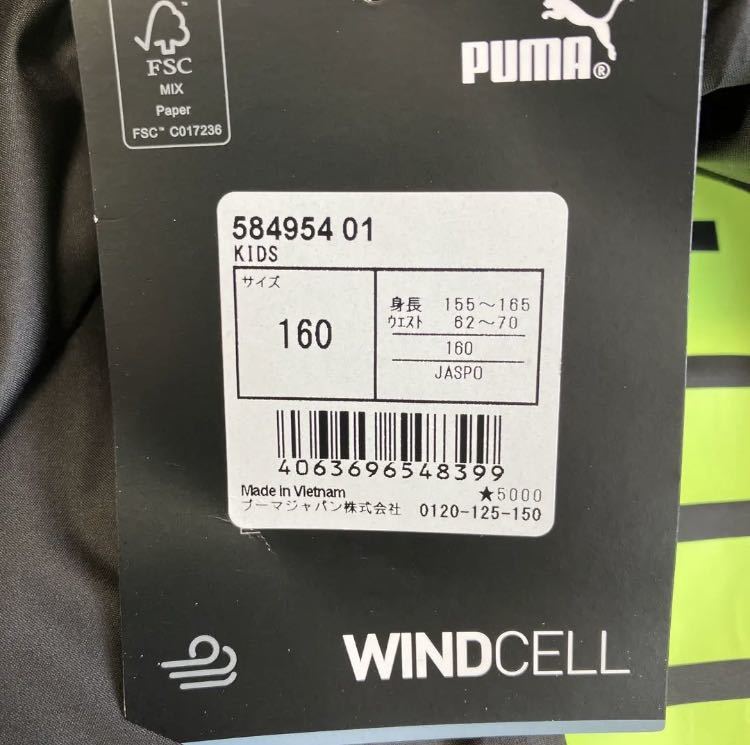 FSC
MIX
Paper
FSC™ C017236
PUMA®
584954 01
KIDS
サイズ
160
身長 155～165
ウエスト 62～70
160
JASPO
4063696548399
Made in Vietnam
★5000
プーマジャパン株式会社 0120-125-150
WINDCELL